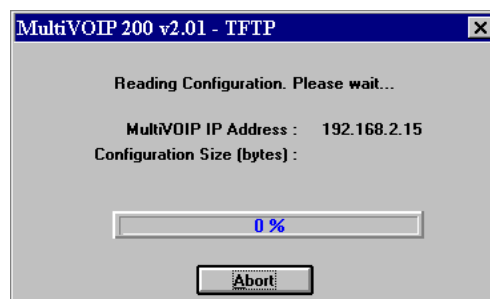 MultiVOIP 200 v2.01 - TFTP
Reading Configuration. Please wait...
MultiVOIP IP Address : 192.168.2.15
Configuration Size (bytes) :
0 %
Abort